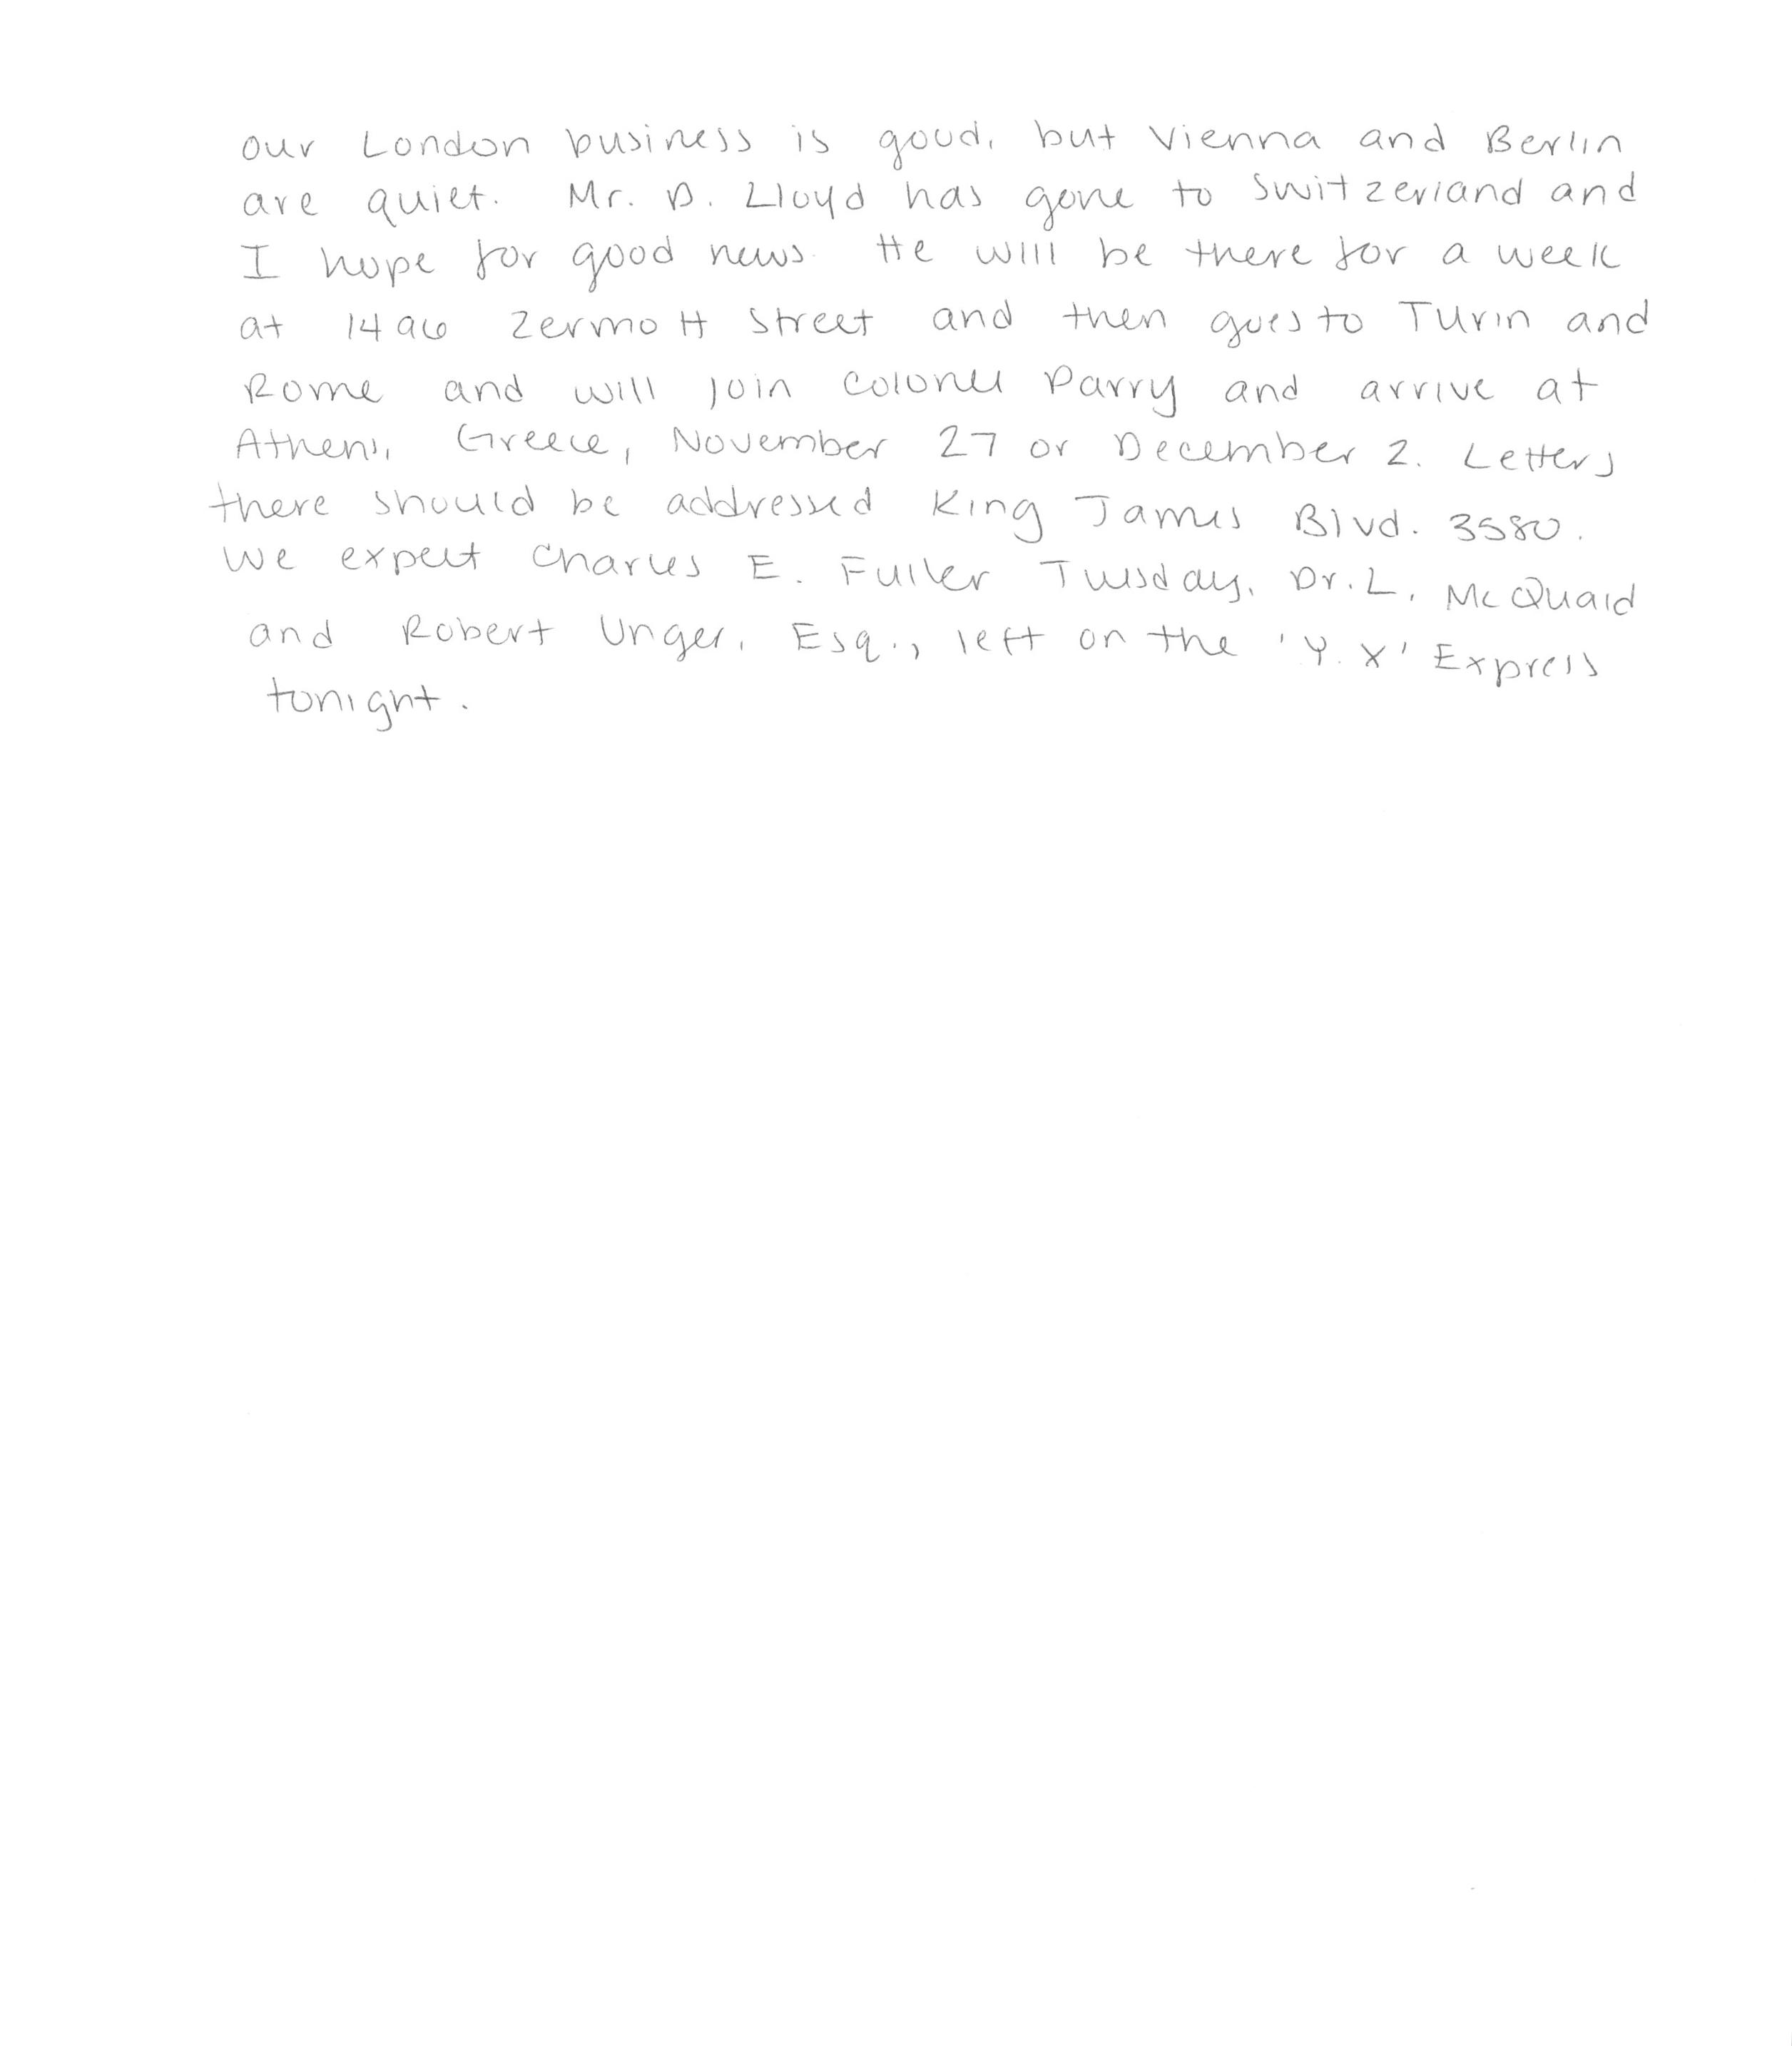 Our London business is good, but Vienna and Berlin
are quiet. Mr. D. Lloyd has gone to Switzerland and
I hope for good news. He will be there for a week
at 1496 Zermott Street and then goes to Turin and
Rome and will join Colonel Parry and arrive at
Athens, Greece, November 27 or December 2. Letters
there should be addressed King James Blvd. 3580.
We expect Charles E. Fuller Tuesday. Dr. L. McQuaid
and Robert Unger, Esq., left on the 'Y.X' Express
tonight.